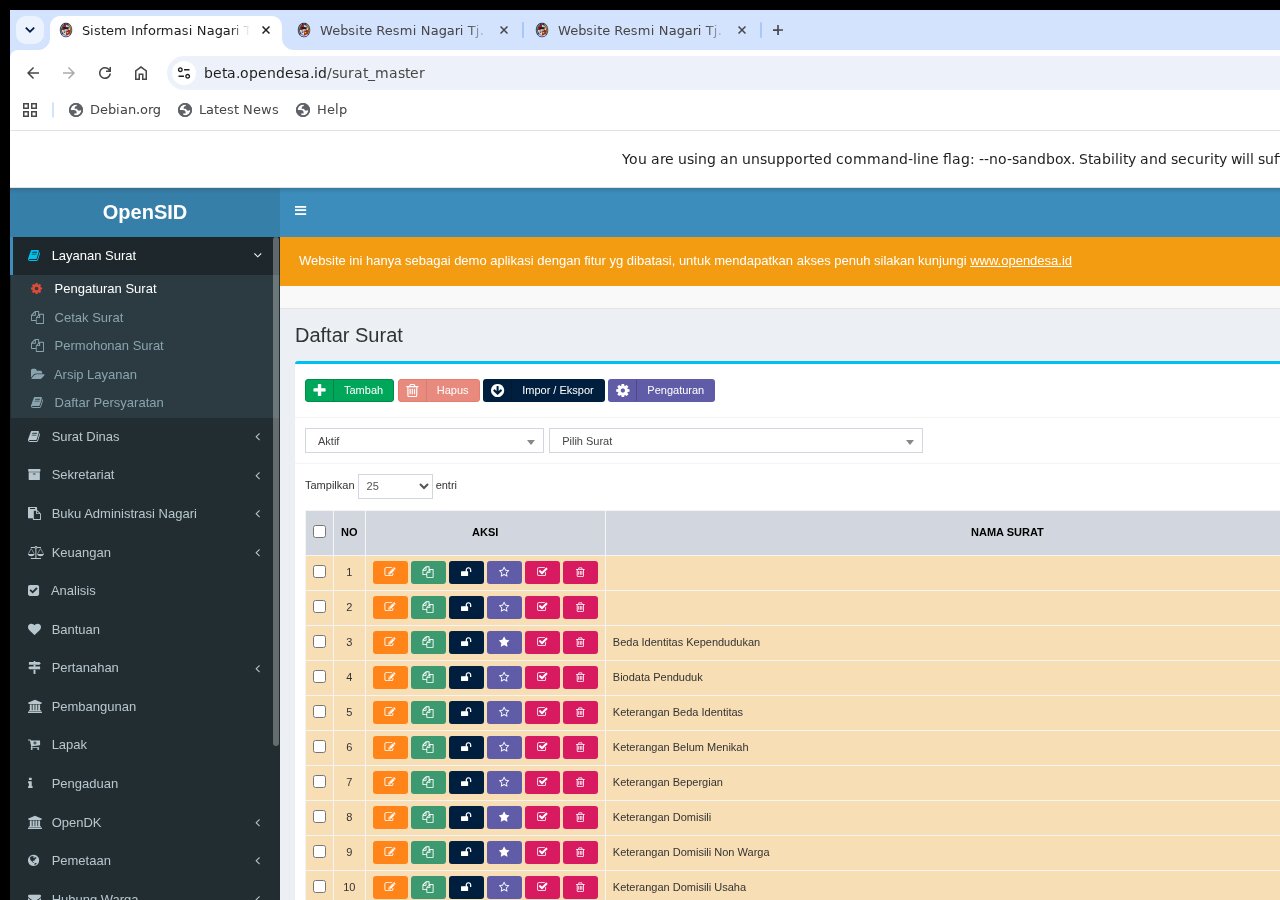 Sistem Informasi Nagari
Website Resmi Nagari Tj.
Website Resmi Nagari Tj.
beta.opendesa.id/surat_master
Debian.org
Latest News
Help
You are using an unsupported command-line flag: --no-sandbox. Stability and security will suf
OpenSID
Layanan Surat
Website ini hanya sebagai demo aplikasi dengan fitur yg dibatasi, untuk mendapatkan akses penuh silakan kunjungi www.opendesa.id
Pengaturan Surat
Cetak Surat
Permohonan Surat
Arsip Layanan
Daftar Persyaratan
Surat Dinas
Sekretariat
Buku Administrasi Nagari
Keuangan
Analisis
Bantuan
Pertanahan
Pembangunan
Lapak
Pengaduan
OpenDK
Pemetaan
Hubung Warga
Daftar Surat
Tambah
Hapus
Impor / Ekspor
Pengaturan
Aktif
Pilih Surat
Tampilkan 25 entri
NO AKSI NAMA SURAT
1
2
3 Beda Identitas Kependudukan
4 Biodata Penduduk
5 Keterangan Beda Identitas
6 Keterangan Belum Menikah
7 Keterangan Bepergian
8 Keterangan Domisili
9 Keterangan Domisili Non Warga
10 Keterangan Domisili Usaha